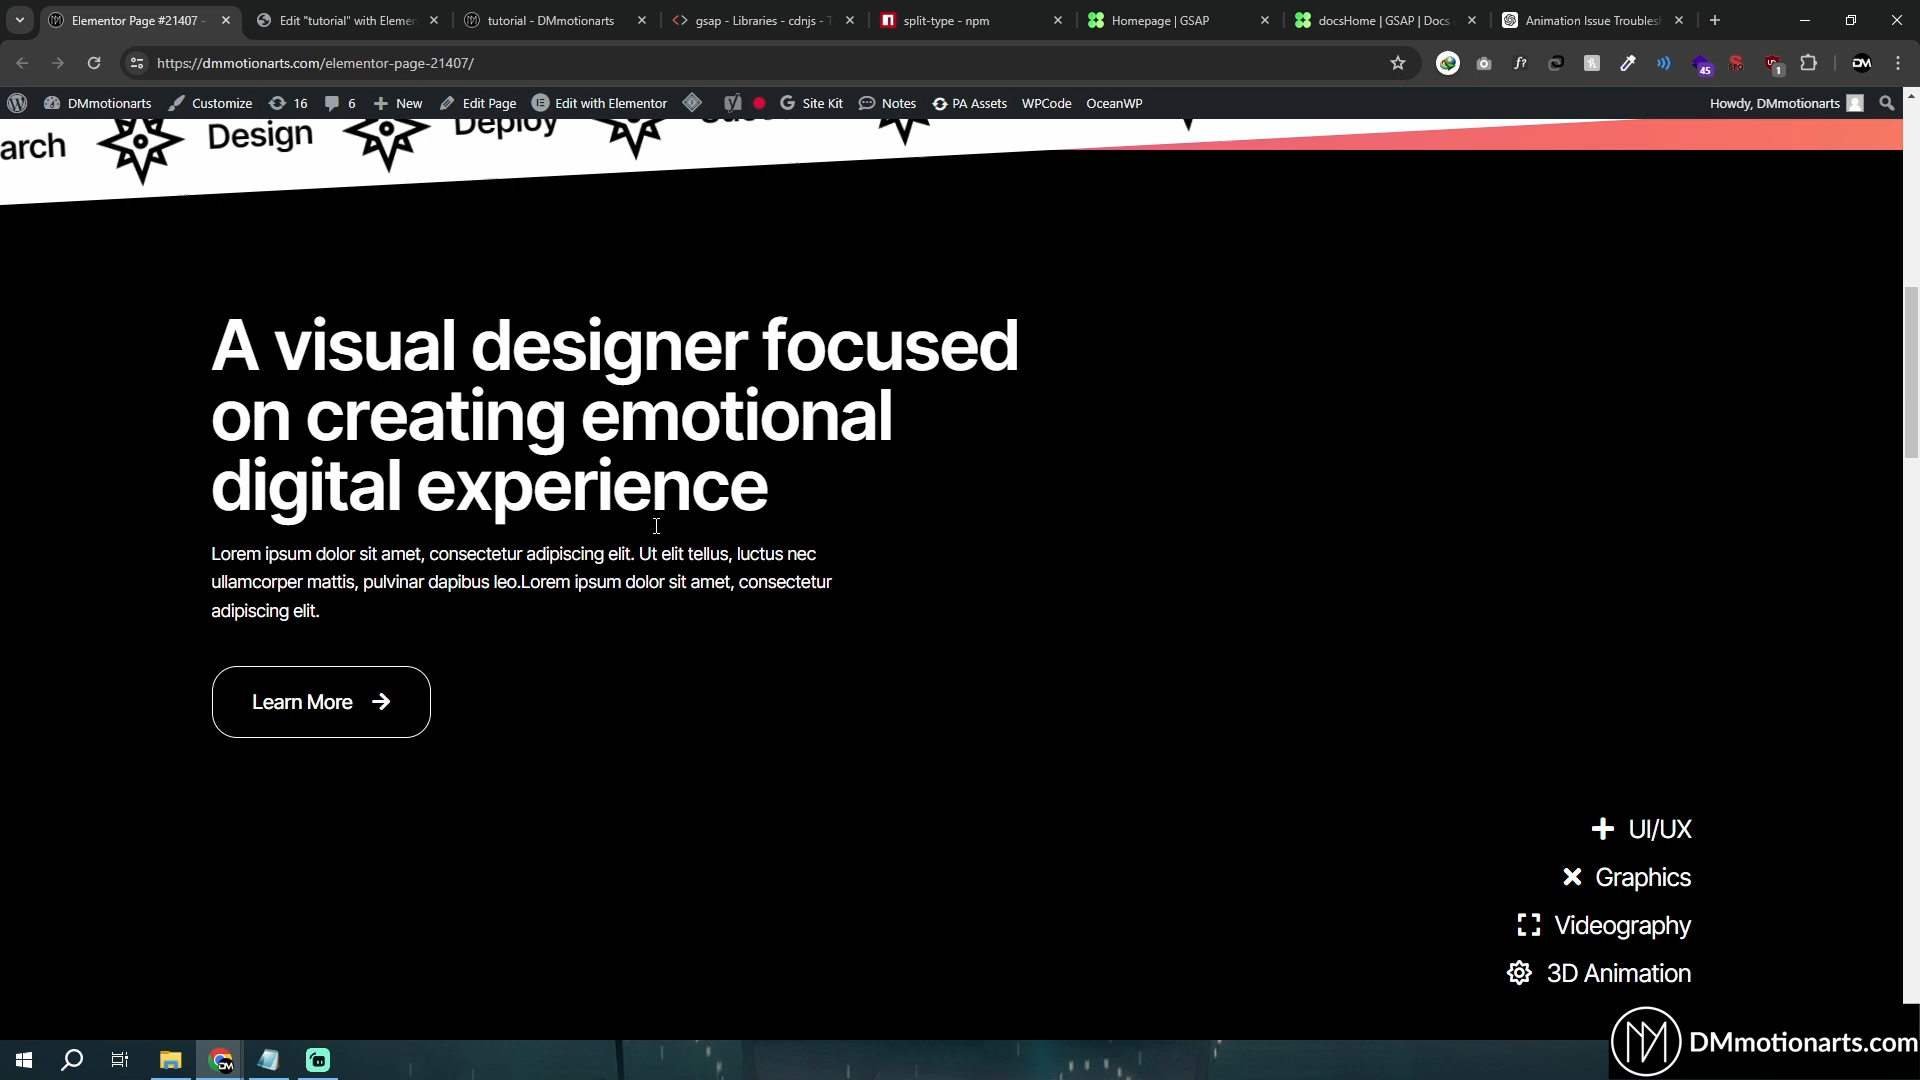 Elementor Page #21407 -
Edit "tutorial" with Elemen
tutorial - DMmotionarts
gsap - Libraries - cdnjs - T
split-type - npm
Homepage | GSAP
docsHome | GSAP | Docs
Animation Issue Troubles
https://dmmotionarts.com/elementor-page-21407/
45
1
DMmotionarts
Customize
16
6
New
Edit Page
Edit with Elementor
Site Kit
Notes
PA Assets
WPCode
OceanWP
Howdy, DMmotionarts
arch
Design
Deploy
A visual designer focused
on creating emotional
digital experience
Lorem ipsum dolor sit amet, consectetur adipiscing elit. Ut elit tellus, luctus nec
ullamcorper mattis, pulvinar dapibus leo.Lorem ipsum dolor sit amet, consectetur
adipiscing elit.
Learn More
UI/UX
Graphics
Videography
3D Animation
DMmotionarts.com